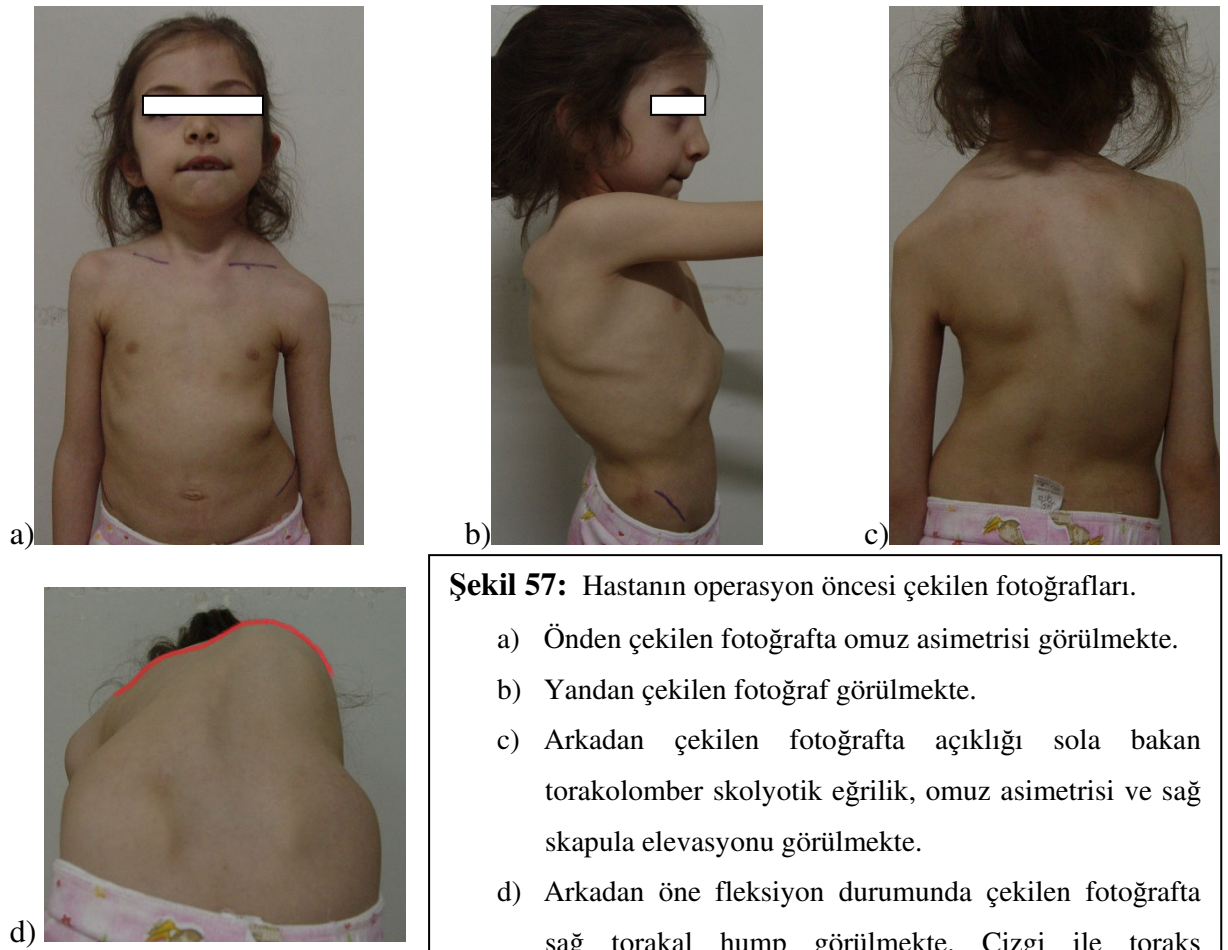 a)
b)
c)
Şekil 57: Hastanın operasyon öncesi çekilen fotoğrafları.
a) Önden çekilen fotoğrafta omuz asimetrisi görülmekte.
b) Yandan çekilen fotoğraf görülmekte.
c) Arkadan çekilen fotoğrafta açıklığı sola bakan
torakolomber skolyotik eğrilik, omuz asimetrisi ve sağ
skapula elevasyonu görülmekte.
d) Arkadan öne fleksiyon durumunda çekilen fotoğrafta
sağ torakal hump görülmekte. Çizgi ile toraks
d)